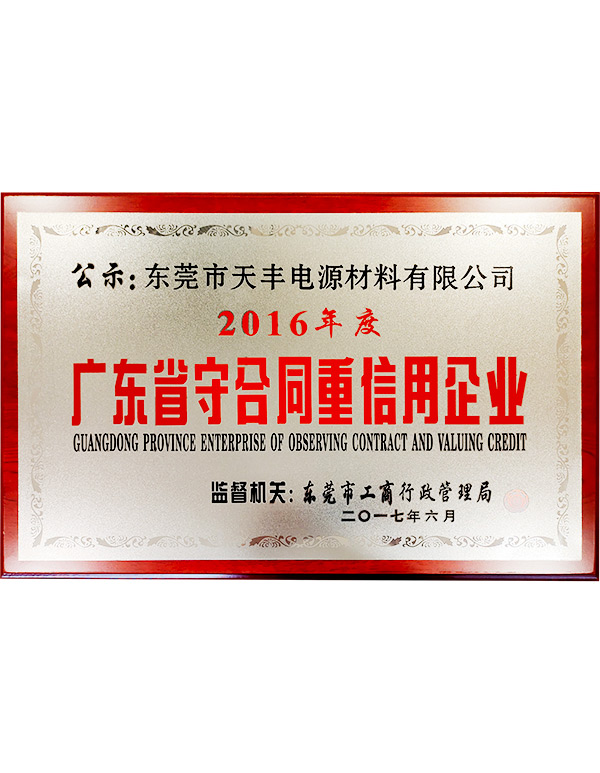 公示：东莞市天丰电源材料有限公司
2016年度
广东省守合同重信用企业
GUANGDONG PROVINCE ENTERPRISE OF OBSERVING CONTRACT AND VALUING CREDIT
监督机关：东莞市工商行政管理局
二〇一七年六月